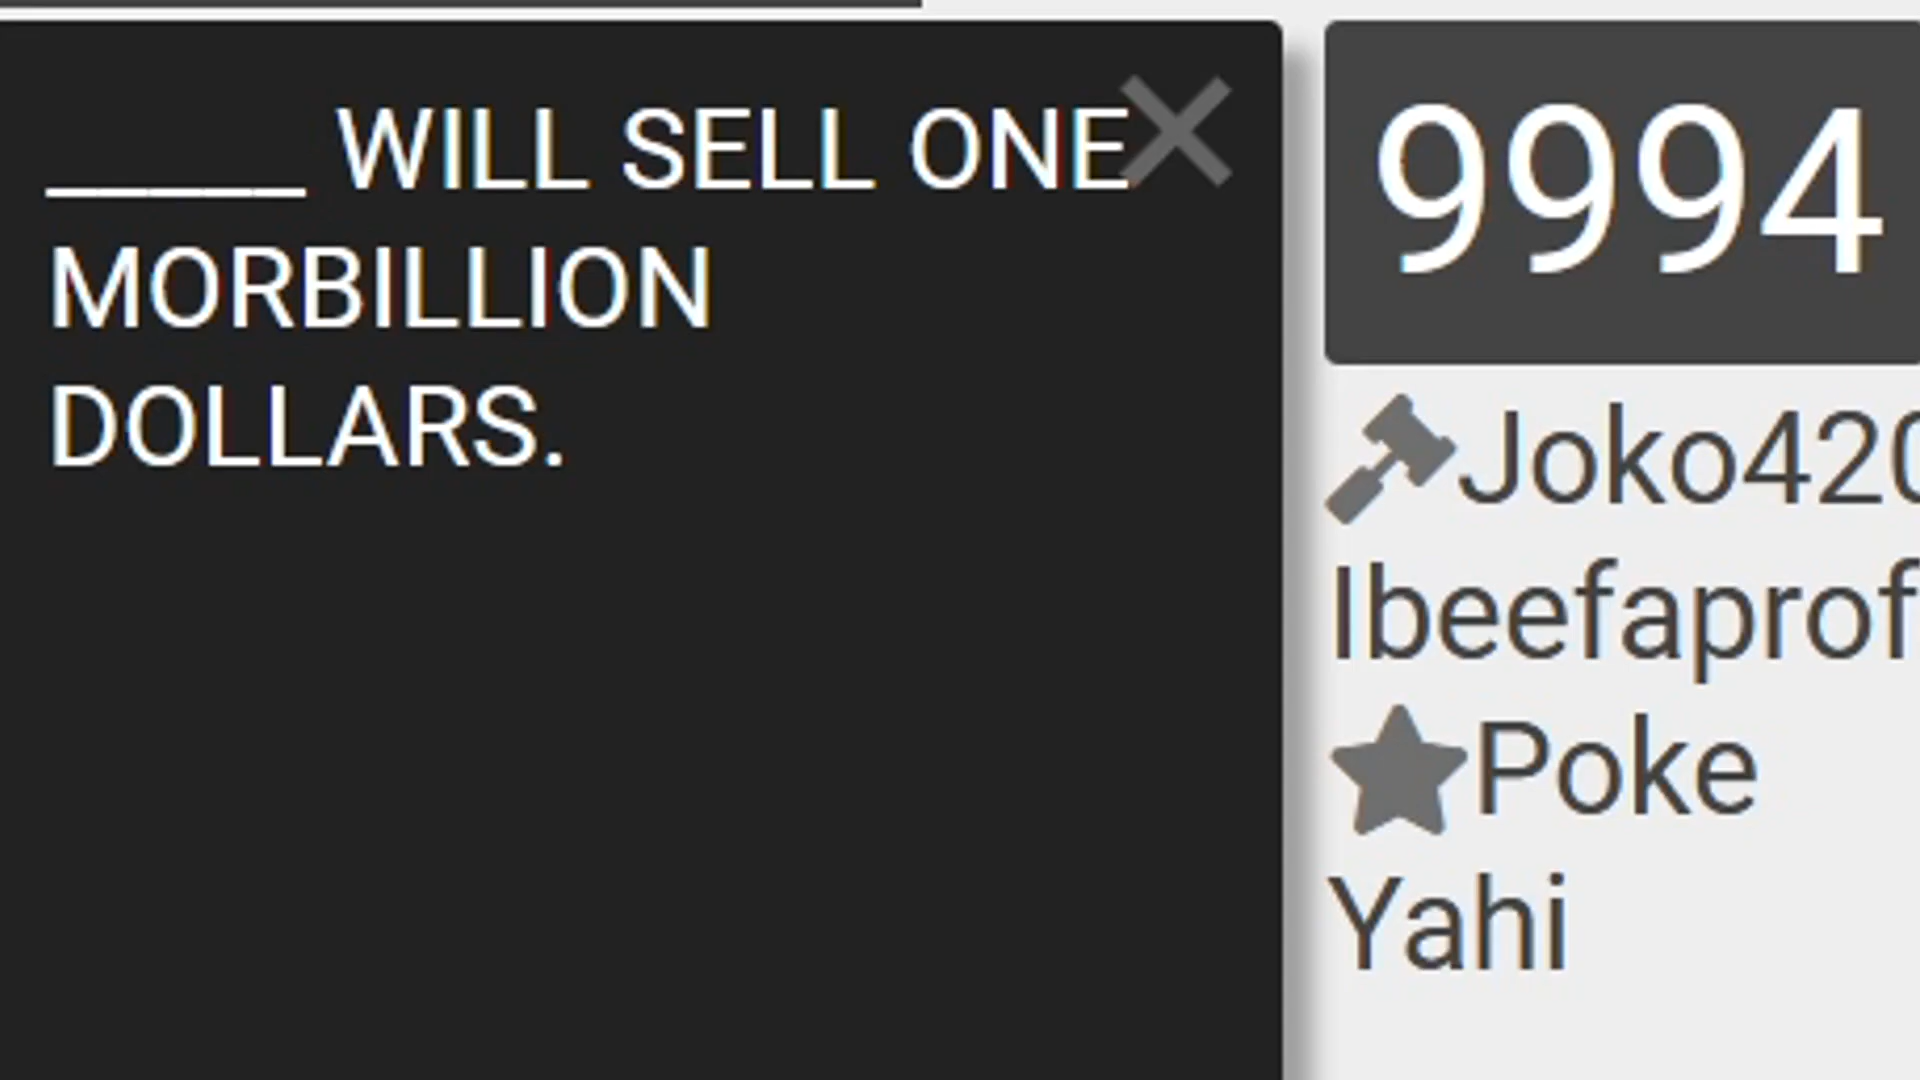 _____ WILL SELL ONE
MORBILLION
DOLLARS.
9994
Joko420
Ibeefaprof
Poke
Yahi